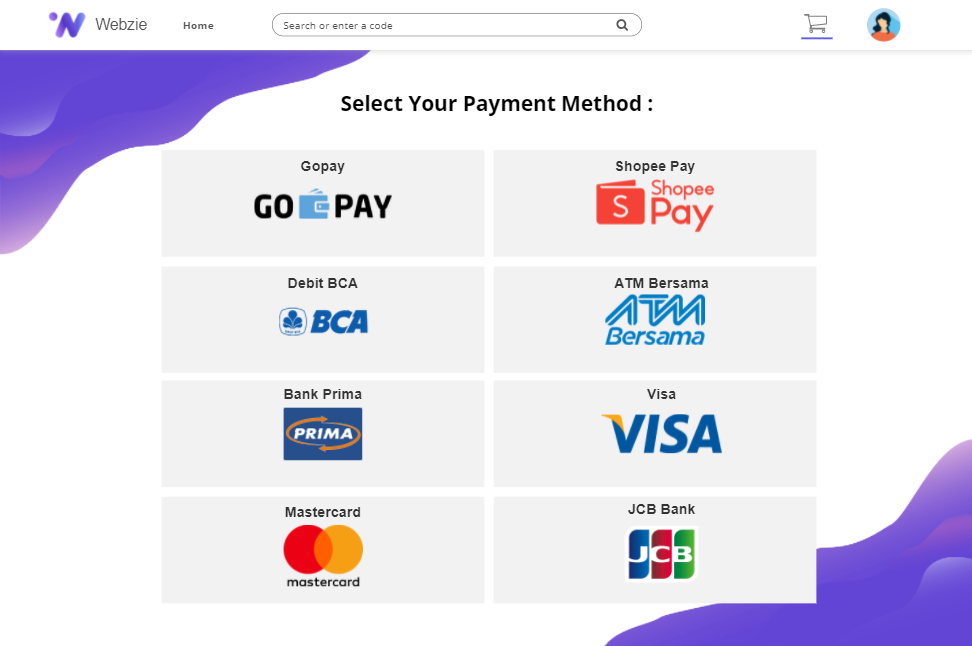 Webzie
Home
Search or enter a code
Select Your Payment Method :
Gopay
GO PAY
Shopee Pay
S Shopee
Pay
Debit BCA
BCA
ATM Bersama
ATM
Bersama
Bank Prima
PRIMA
Visa
VISA
Mastercard
mastercard
JCB Bank
JCB